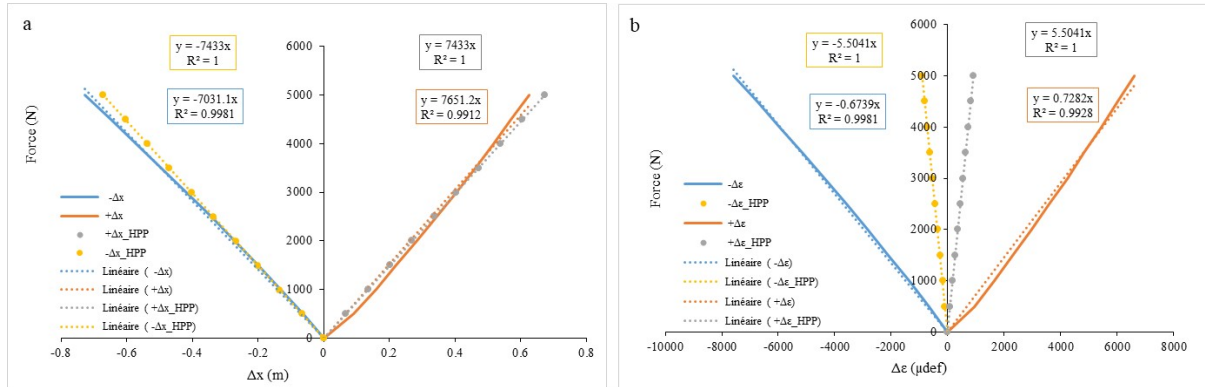 a
y = -7433x
R² = 1
y = 7433x
R² = 1
y = -7031.1x
R² = 0.9981
y = 7651.2x
R² = 0.9912
Force (N)
6000
5000
4000
3000
2000
1000
0
-Δx
+Δx
+Δx_HPP
-Δx_HPP
Linéaire ( -Δx)
Linéaire ( +Δx)
Linéaire ( +Δx_HPP)
Linéaire ( -Δx_HPP)
-0.8 -0.6 -0.4 -0.2 0 0.2 0.4 0.6 0.8
Δx (m)
b
y = -5.5041x
R² = 1
y = 5.5041x
R² = 1
y = -0.6739x
R² = 0.9981
y = 0.7282x
R² = 0.9928
Force (N)
6000
5000
4000
3000
2000
1000
0
-Δε
-Δε_HPP
+Δε
+Δε_HPP
Linéaire ( -Δε)
Linéaire ( -Δε_HPP)
Linéaire ( +Δε)
Linéaire ( +Δε_HPP)
-10000 -8000 -6000 -4000 -2000 0 2000 4000 6000 8000
Δε (μdef)